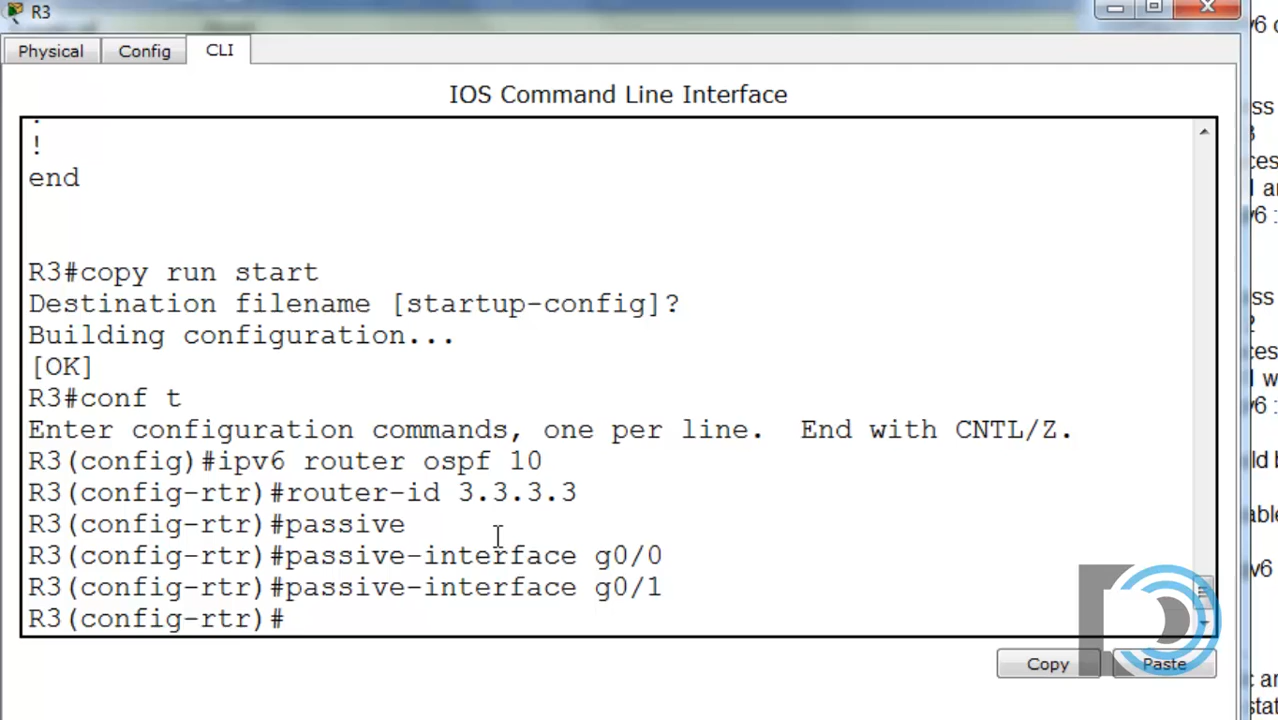 R3
Physical
Config
CLI
IOS Command Line Interface
!
!
end
R3#copy run start
Destination filename [startup-config]?
Building configuration...
[OK]
R3#conf t
Enter configuration commands, one per line.  End with CNTL/Z.
R3(config)#ipv6 router ospf 10
R3(config-rtr)#router-id 3.3.3.3
R3(config-rtr)#passive
R3(config-rtr)#passive-interface g0/0
R3(config-rtr)#passive-interface g0/1
R3(config-rtr)#
Copy
Paste